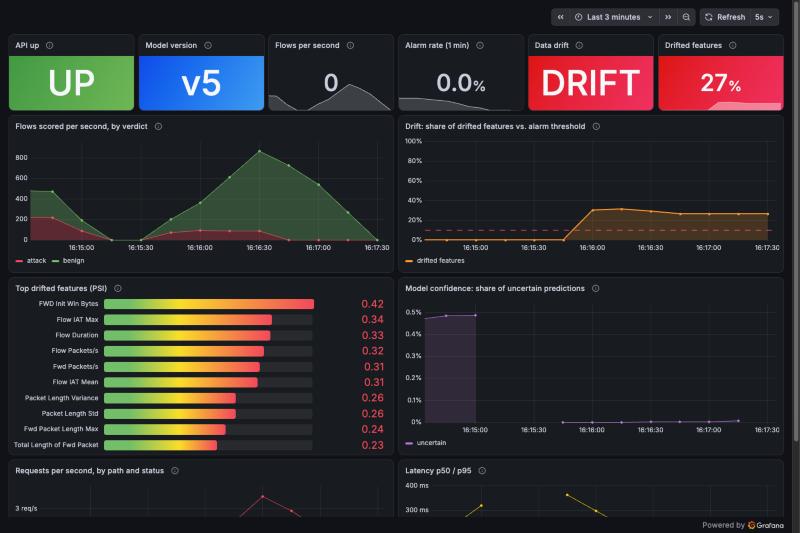 Last 3 minutes
Refresh 5s
API up
Model version
Flows per second
Alarm rate (1 min)
Data drift
Drifted features
UP
v5
0
0.0%
DRIFT
27%
Flows scored per second, by verdict
800
600
400
200
0
16:15:00 16:15:30 16:16:00 16:16:30 16:17:00 16:17:30
attack benign
Drift: share of drifted features vs. alarm threshold
100%
80%
60%
40%
20%
0%
16:15:00 16:15:30 16:16:00 16:16:30 16:17:00 16:17:30
drifted features
Top drifted features (PSI)
FWD Init Win Bytes 0.42
Flow IAT Max 0.34
Flow Duration 0.33
Flow Packets/s 0.32
Fwd Packets/s 0.31
Flow IAT Mean 0.31
Packet Length Variance 0.26
Packet Length Std 0.26
Fwd Packet Length Max 0.24
Total Length of Fwd Packet 0.23
Model confidence: share of uncertain predictions
0.5%
0.4%
0.3%
0.2%
0.1%
0%
16:15:00 16:15:30 16:16:00 16:16:30 16:17:00 16:17:30
uncertain
Requests per second, by path and status
3 req/s
Latency p50 / p95
400 ms
300 ms
Powered by Grafana